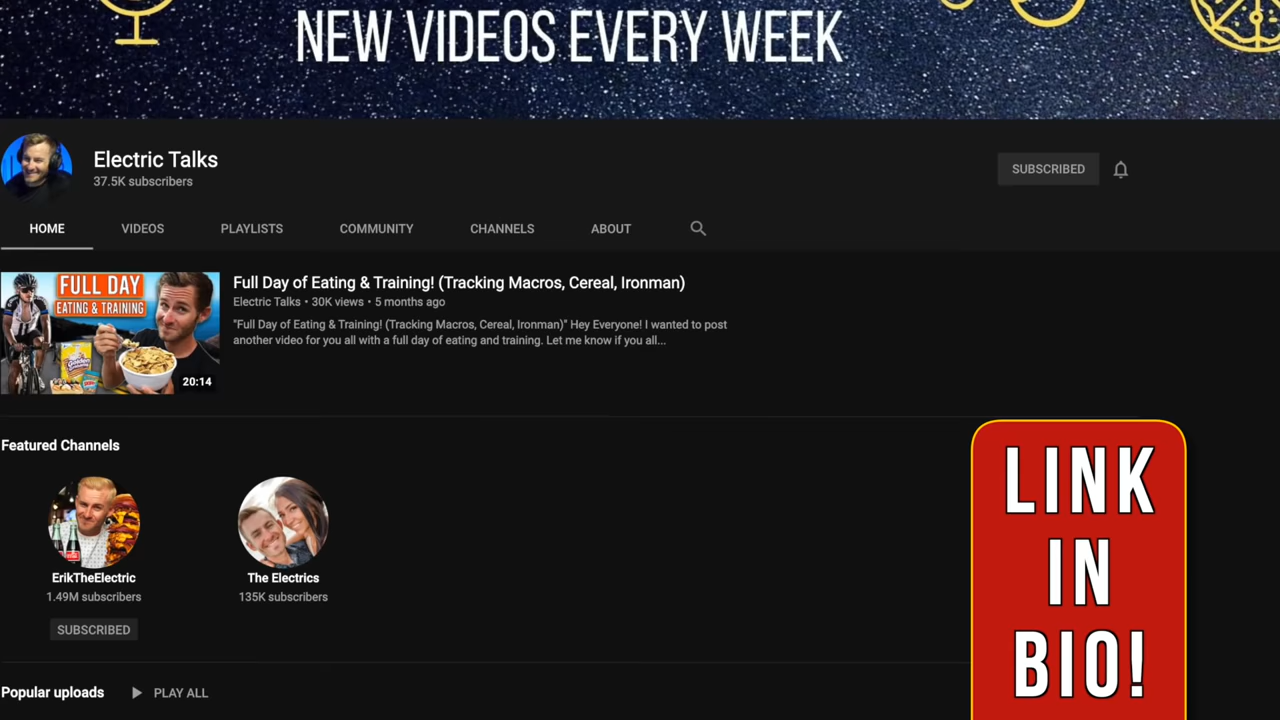 NEW VIDEOS EVERY WEEK
Electric Talks
37.5K subscribers
SUBSCRIBED
HOME
VIDEOS
PLAYLISTS
COMMUNITY
CHANNELS
ABOUT
FULL DAY
EATING & TRAINING
20:14
Full Day of Eating & Training! (Tracking Macros, Cereal, Ironman)
Electric Talks • 30K views • 5 months ago
"Full Day of Eating & Training! (Tracking Macros, Cereal, Ironman)" Hey Everyone! I wanted to post
another video for you all with a full day of eating and training. Let me know if you all...
Featured Channels
ErikTheElectric
1.49M subscribers
SUBSCRIBED
The Electrics
135K subscribers
Popular uploads
PLAY ALL
LINK
IN
BIO!